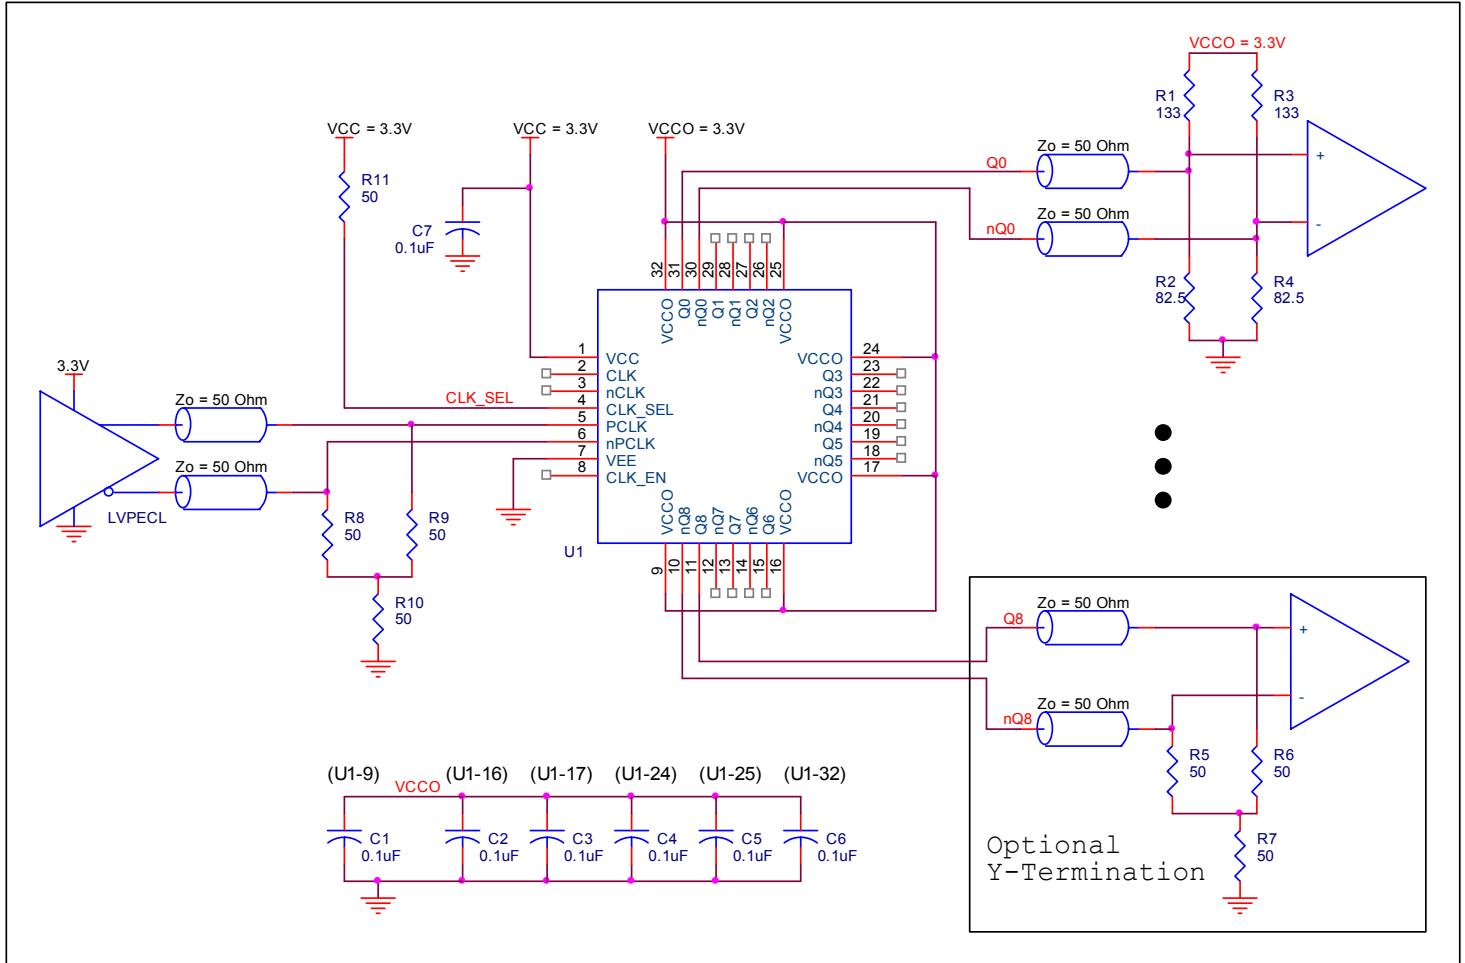 VCCO = 3.3V
R1
133
R3
133
VCC = 3.3V
VCC = 3.3V
VCCO = 3.3V
Zo = 50 Ohm
Q0
+
R11
50
Zo = 50 Ohm
nQ0
-
C7
0.1uF
32
31
30
29
28
27
26
25
R2
82.5
R4
82.5
VCCO
Q0
nQ0
Q1
nQ1
Q2
nQ2
VCCO
1
VCC
2
CLK
3
nCLK
4
CLK_SEL
5
PCLK
6
nPCLK
7
VEE
8
CLK_EN
24
VCCO
23
Q3
22
nQ3
21
Q4
20
nQ4
19
Q5
18
nQ5
17
VCCO
CLK_SEL
3.3V
Zo = 50 Ohm
Zo = 50 Ohm
LVPECL
R8
50
R9
50
R10
50
VCCO
nQ8
Q8
nQ7
Q7
nQ6
Q6
VCCO
U1
9
10
11
12
13
14
15
16
Zo = 50 Ohm
Q8
+
Zo = 50 Ohm
nQ8
-
R5
50
R6
50
R7
50
Optional
Y-Termination
(U1-9)
(U1-16)
(U1-17)
(U1-24)
(U1-25)
(U1-32)
VCCO
C1
0.1uF
C2
0.1uF
C3
0.1uF
C4
0.1uF
C5
0.1uF
C6
0.1uF